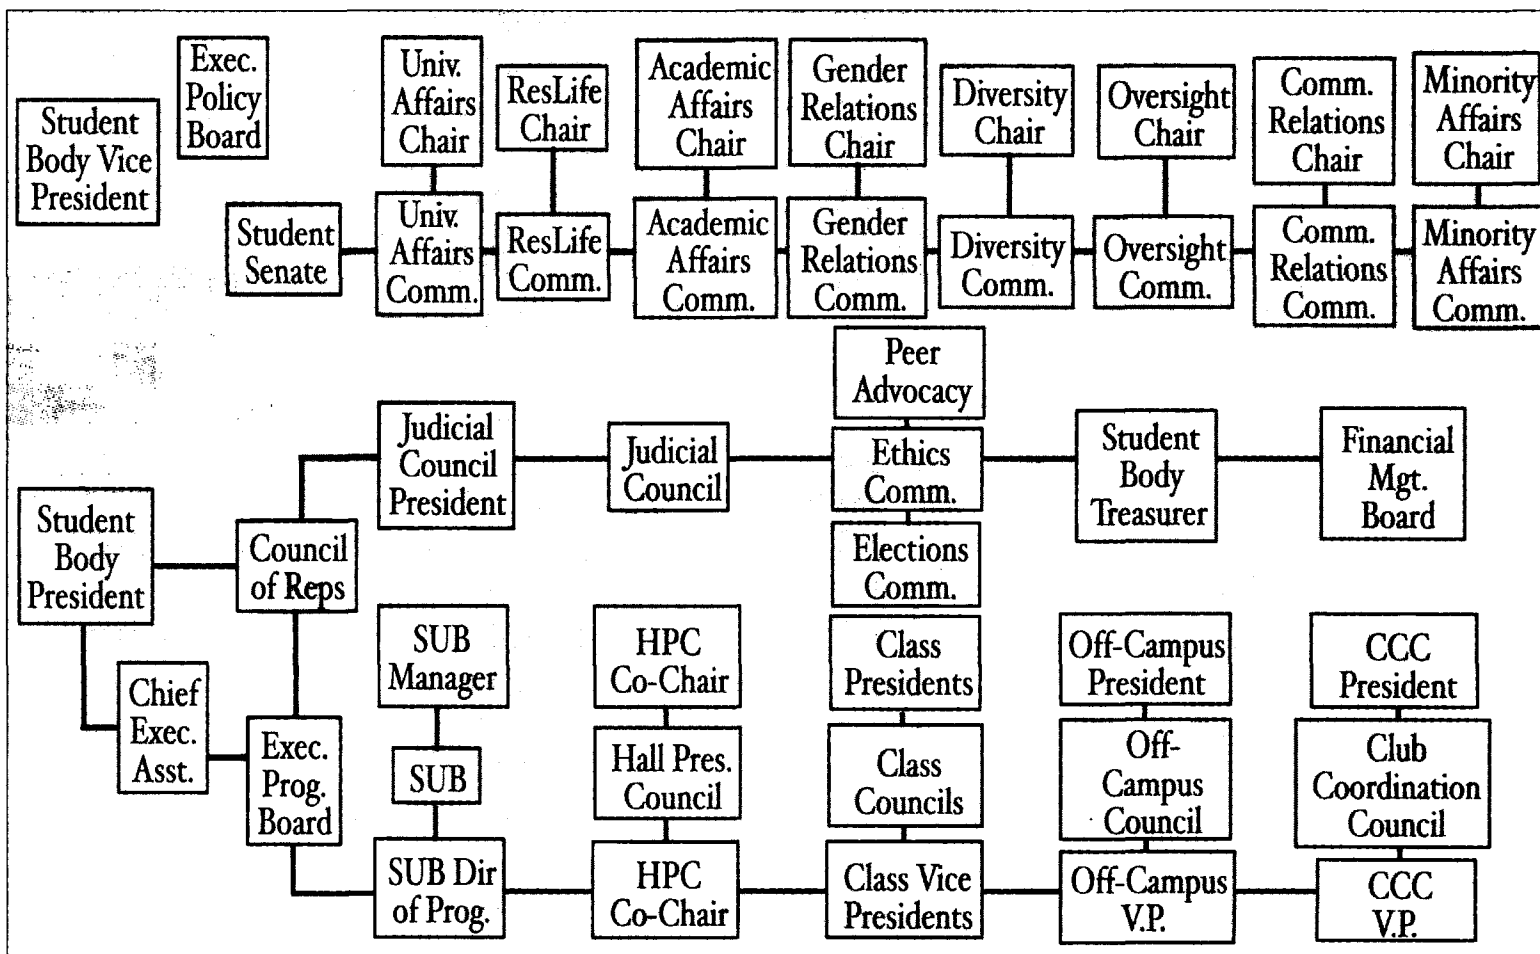 Student
Body Vice
President
Exec.
Policy
Board
Univ.
Affairs
Chair
ResLife
Chair
Academic
Affairs
Chair
Gender
Relations
Chair
Diversity
Chair
Oversight
Chair
Comm.
Relations
Chair
Minority
Affairs
Chair
Student
Senate
Univ.
Affairs
Comm.
ResLife
Comm.
Academic
Affairs
Comm.
Gender
Relations
Comm.
Diversity
Comm.
Oversight
Comm.
Comm.
Relations
Comm.
Minority
Affairs
Comm.
Peer
Advocacy
Judicial
Council
President
Judicial
Council
Ethics
Comm.
Student
Body
Treasurer
Financial
Mgt.
Board
Student
Body
President
Council
of Reps
Elections
Comm.
Chief
Exec.
Asst.
Exec.
Prog.
Board
SUB
Manager
HPC
Co-Chair
Class
Presidents
Off-Campus
President
CCC
President
SUB
Hall Pres.
Council
Class
Councils
Off-
Campus
Council
Club
Coordination
Council
SUB Dir
of Prog.
HPC
Co-Chair
Class Vice
Presidents
Off-Campus
V.P.
CCC
V.P.